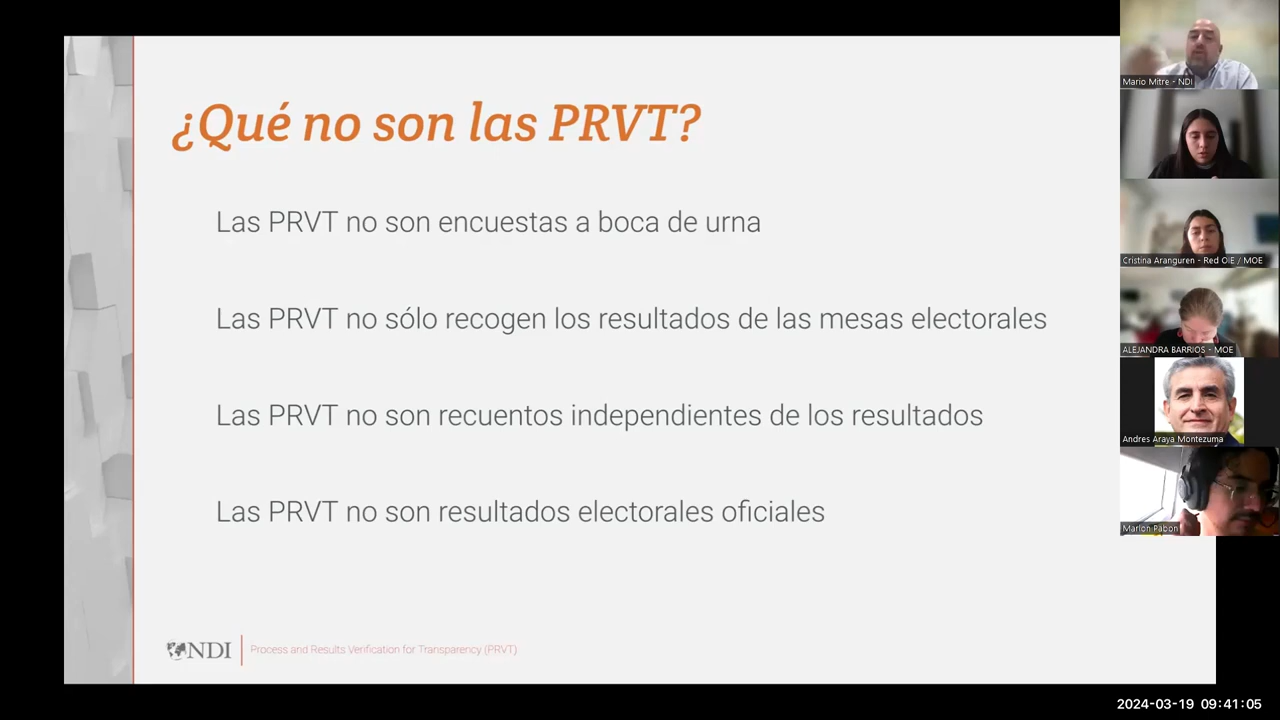 ¿Qué no son las PRVT?
Las PRVT no son encuestas a boca de urna
Las PRVT no sólo recogen los resultados de las mesas electorales
Las PRVT no son recuentos independientes de los resultados
Las PRVT no son resultados electorales oficiales
NDI
Process and Results Verification for Transparency (PRVT)
Mario Mitre - NDI
Cristina Aranguren - Red OIE / MOE
ALEJANDRA BARRIOS - MOE
Andres Araya Montezuma
Marlon Pabon
2024-03-19 09:41:05